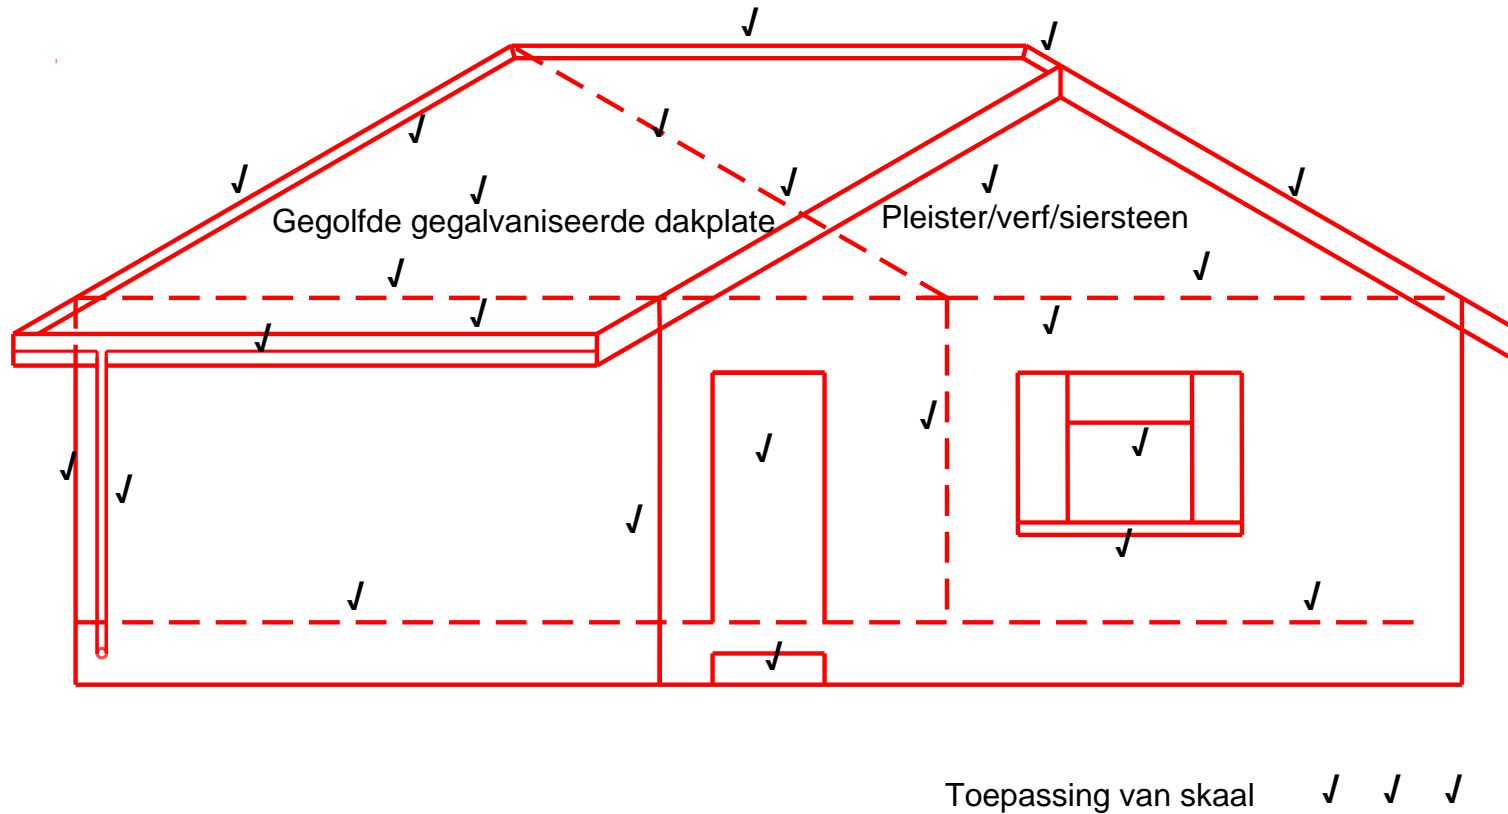 Gegolfde gegalvaniseerde dakplate
Pleister/verf/siersteen
Toepassing van skaal √ √ √